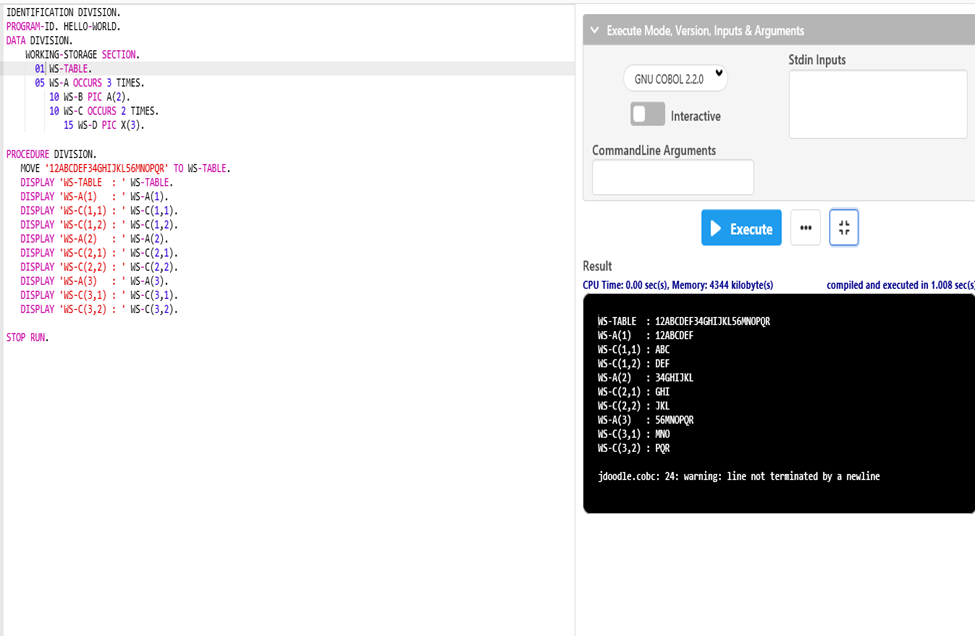 IDENTIFICATION DIVISION.
PROGRAM-ID. HELLO-WORLD.
DATA DIVISION.
   WORKING-STORAGE SECTION.
     01 WS-TABLE.
     05 WS-A OCCURS 3 TIMES.
        10 WS-B PIC A(2).
        10 WS-C OCCURS 2 TIMES.
           15 WS-D PIC X(3).
PROCEDURE DIVISION.
  MOVE '12ABCDEF34GHIJKL56MNOPQR' TO WS-TABLE.
  DISPLAY 'WS-TABLE  : ' WS-TABLE.
  DISPLAY 'WS-A(1)   : ' WS-A(1).
  DISPLAY 'WS-C(1,1) : ' WS-C(1,1).
  DISPLAY 'WS-C(1,2) : ' WS-C(1,2).
  DISPLAY 'WS-A(2)   : ' WS-A(2).
  DISPLAY 'WS-C(2,1) : ' WS-C(2,1).
  DISPLAY 'WS-C(2,2) : ' WS-C(2,2).
  DISPLAY 'WS-A(3)   : ' WS-A(3).
  DISPLAY 'WS-C(3,1) : ' WS-C(3,1).
  DISPLAY 'WS-C(3,2) : ' WS-C(3,2).
STOP RUN.
Execute Mode, Version, Inputs & Arguments
GNU COBOL 2.2.0
Interactive
Stdin Inputs
CommandLine Arguments
Execute
Result
CPU Time: 0.00 sec(s), Memory: 4344 kilobyte(s)
compiled and executed in 1.008 sec(s)
WS-TABLE  : 12ABCDEF34GHIJKL56MNOPQR
WS-A(1)   : 12ABCDEF
WS-C(1,1) : ABC
WS-C(1,2) : DEF
WS-A(2)   : 34GHIJKL
WS-C(2,1) : GHI
WS-C(2,2) : JKL
WS-A(3)   : 56MNOPQR
WS-C(3,1) : MNO
WS-C(3,2) : PQR
jdoodle.cobc: 24: warning: line not terminated by a newline